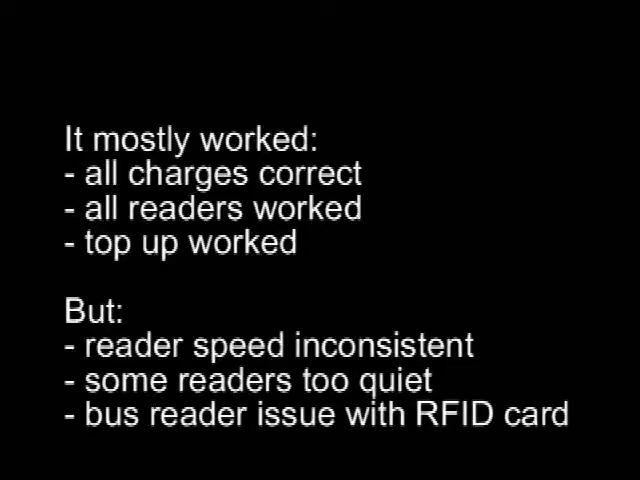 It mostly worked:
- all charges correct
- all readers worked
- top up worked
But:
- reader speed inconsistent
- some readers too quiet
- bus reader issue with RFID card